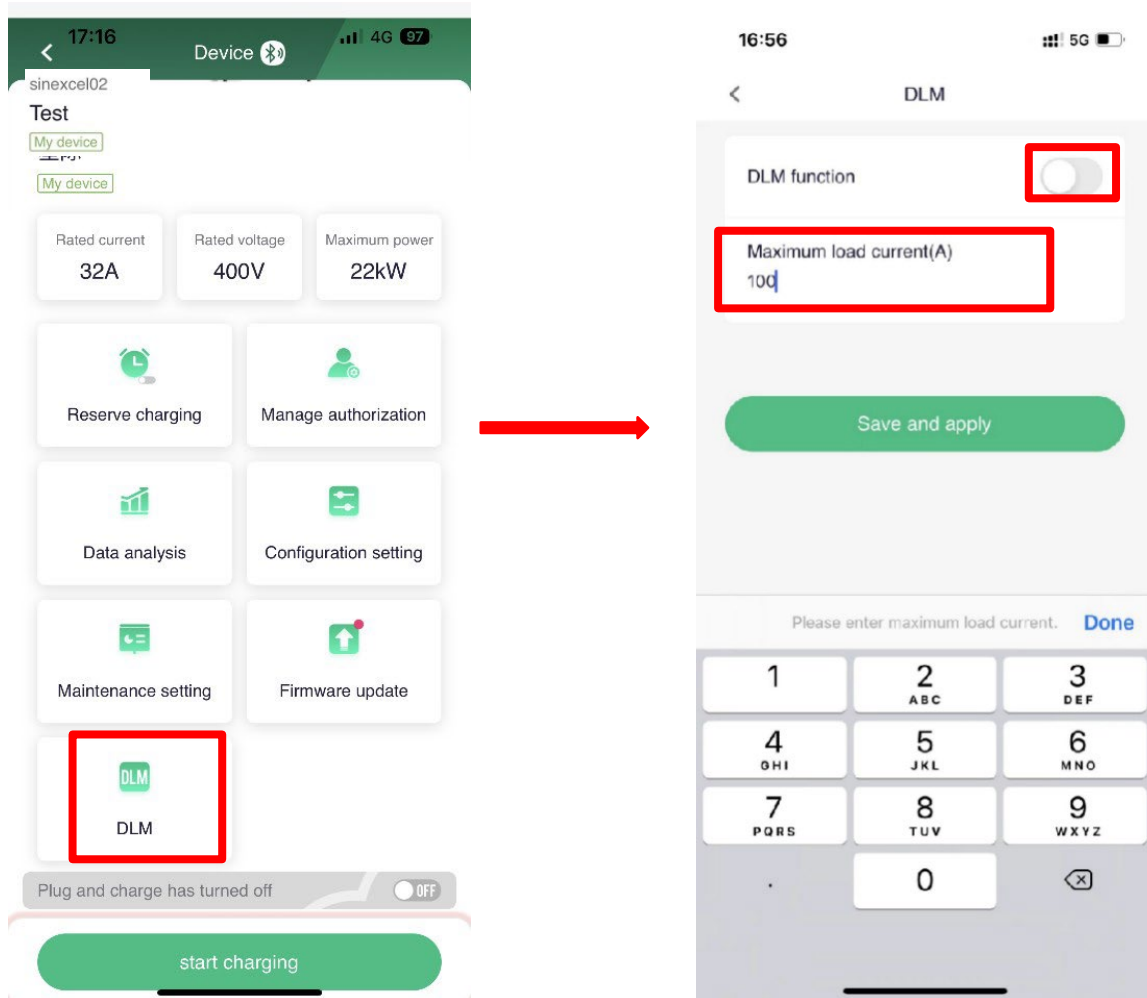 17:16
4G 97
Device
sinexcel02
Test
My device
My device
Rated current
32A
Rated voltage
400V
Maximum power
22kW
Reserve charging
Manage authorization
Data analysis
Configuration setting
Maintenance setting
Firmware update
DLM
DLM
Plug and charge has turned off
OFF
start charging
16:56
5G
DLM
DLM function
Maximum load current(A)
100
Save and apply
Please enter maximum load current. Done
1
2
ABC
3
DEF
4
GHI
5
JKL
6
MNO
7
PQRS
8
TUV
9
WXYZ
.
0